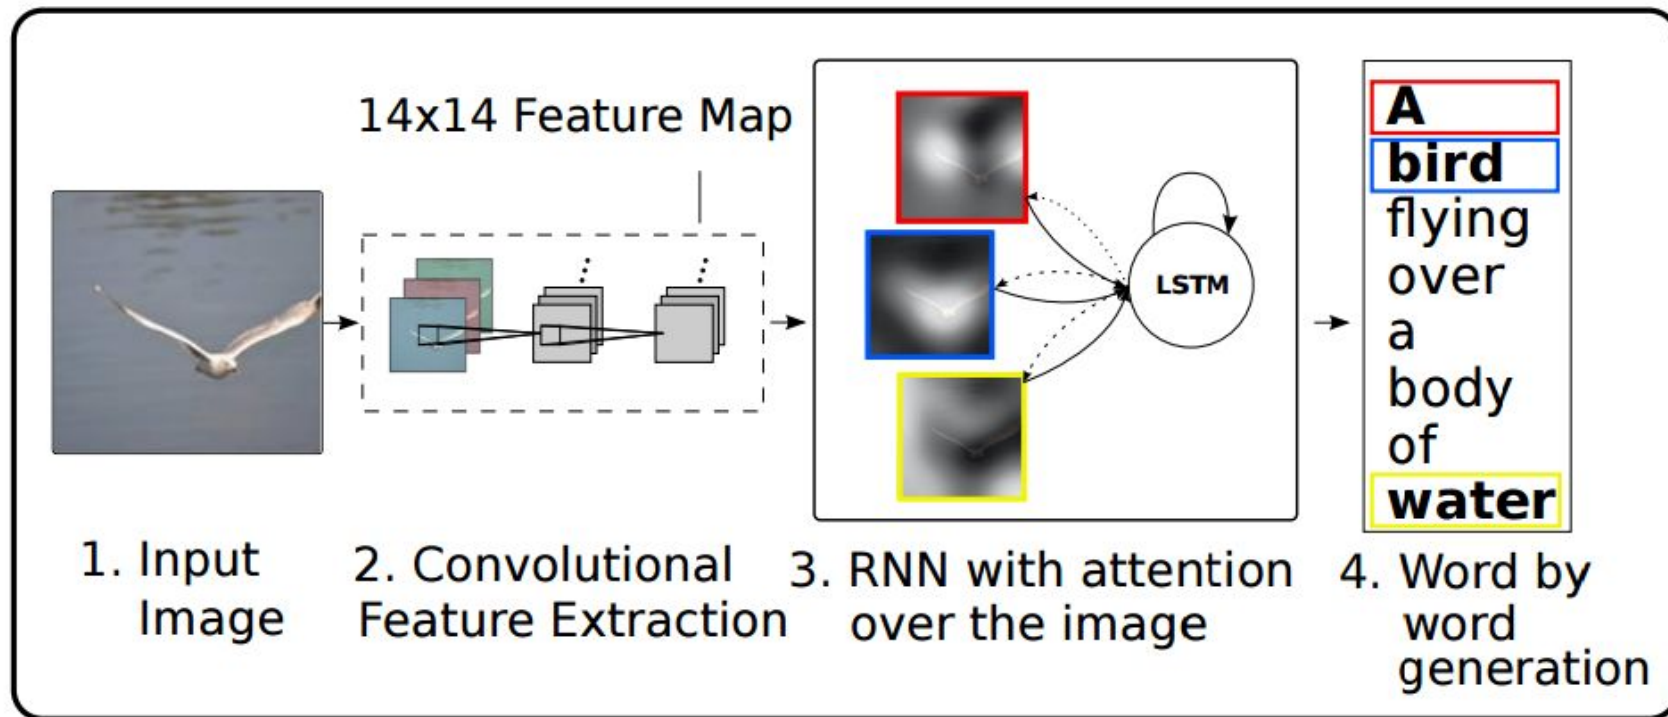 14x14 Feature Map
LSTM
A
bird
flying
over
a
body
of
water
1. Input
Image
2. Convolutional
Feature Extraction
3. RNN with attention
over the image
4. Word by
word
generation